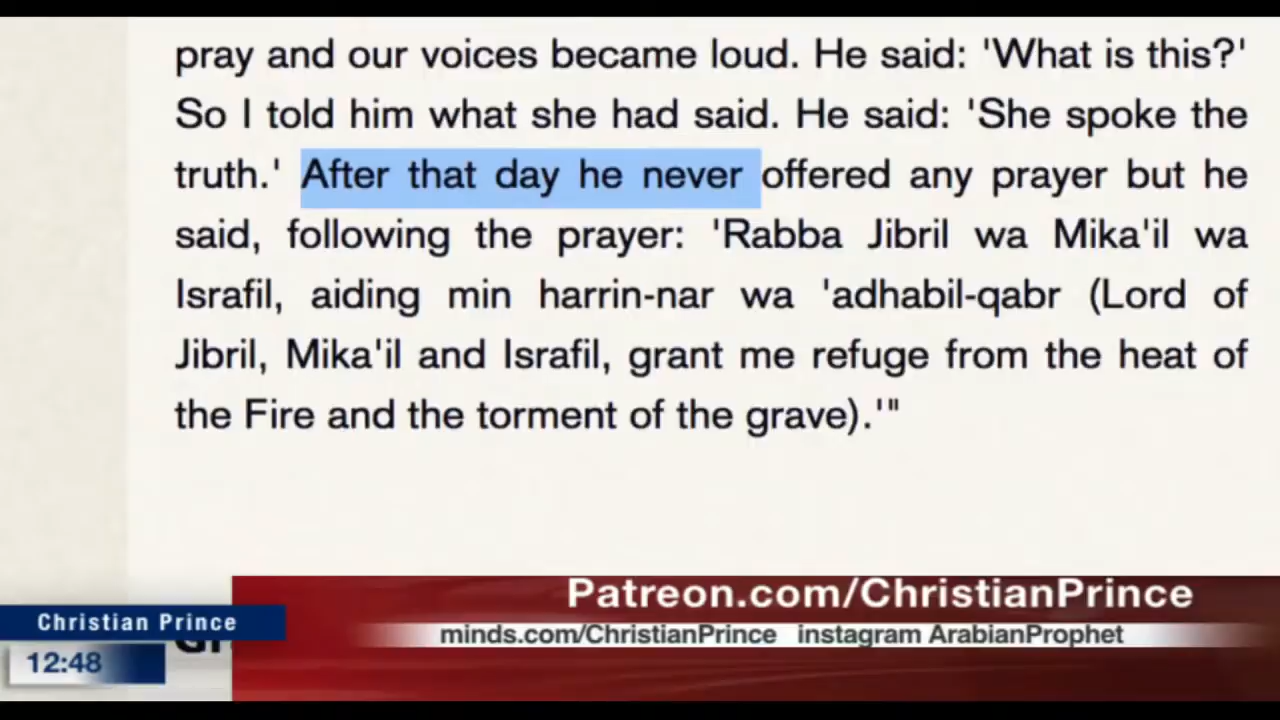 pray and our voices became loud. He said: 'What is this?'
So I told him what she had said. He said: 'She spoke the
truth.' After that day he never offered any prayer but he
said, following the prayer: 'Rabba Jibril wa Mika'il wa
Israfil, aiding min harrin-nar wa 'adhabil-qabr (Lord of
Jibril, Mika'il and Israfil, grant me refuge from the heat of
the Fire and the torment of the grave).'"
Patreon.com/ChristianPrince
Christian Prince
minds.com/ChristianPrince instagram ArabianProphet
12:48